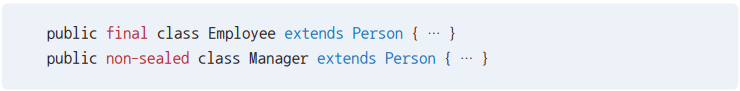 public final class Employee extends Person { ⋯ }
public non-sealed class Manager extends Person { ⋯ }